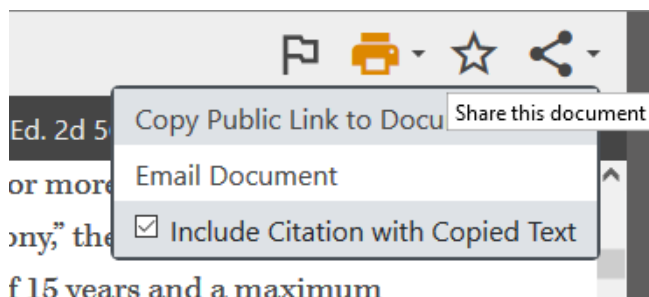 Copy Public Link to Docu
Share this document
Ed. 2d 5
Email Document
or more
Include Citation with Copied Text
ony,” the
f 15 years and a maximum